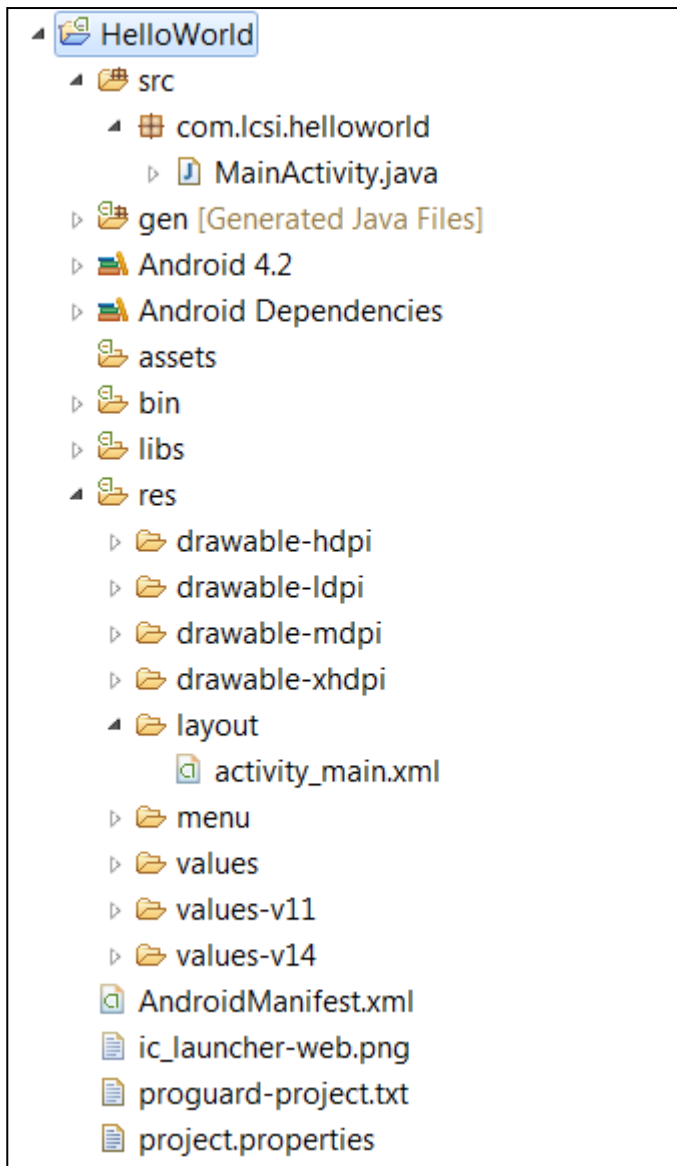 HelloWorld
src
com.lcsi.helloworld
MainActivity.java
gen [Generated Java Files]
Android 4.2
Android Dependencies
assets
bin
libs
res
drawable-hdpi
drawable-ldpi
drawable-mdpi
drawable-xhdpi
layout
activity_main.xml
menu
values
values-v11
values-v14
AndroidManifest.xml
ic_launcher-web.png
proguard-project.txt
project.properties